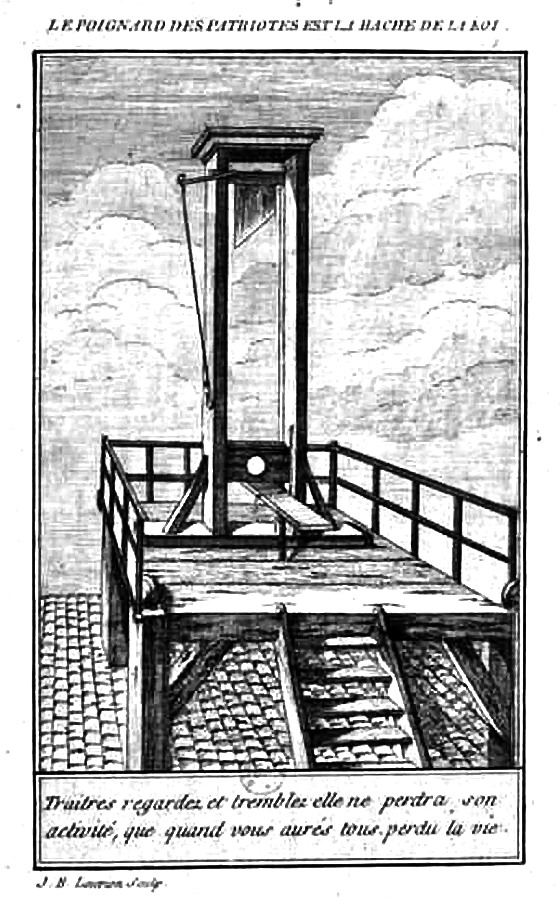 LE POIGNARD DES PATRIOTES EST LA HACHE DE LA LOI.
Traitres regardez et tremblez elle ne perdra son
activité, que quand vous aurés tous perdu la vie.
J. B. Sculp.